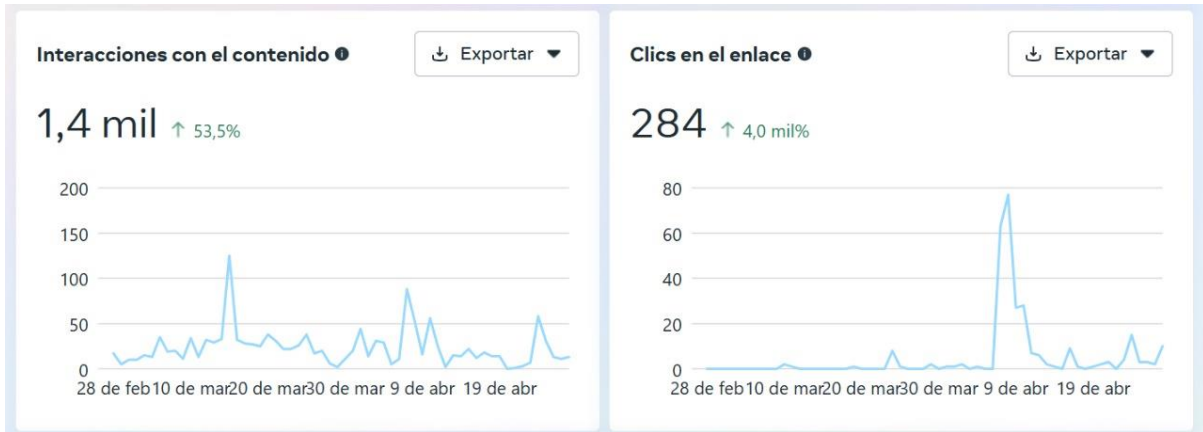 Interacciones con el contenido
Exportar
1,4 mil ↑ 53,5%
200
150
100
50
0
28 de feb 10 de mar 20 de mar 30 de mar 9 de abr 19 de abr
Clics en el enlace
Exportar
284 ↑ 4,0 mil%
80
60
40
20
0
28 de feb 10 de mar 20 de mar 30 de mar 9 de abr 19 de abr